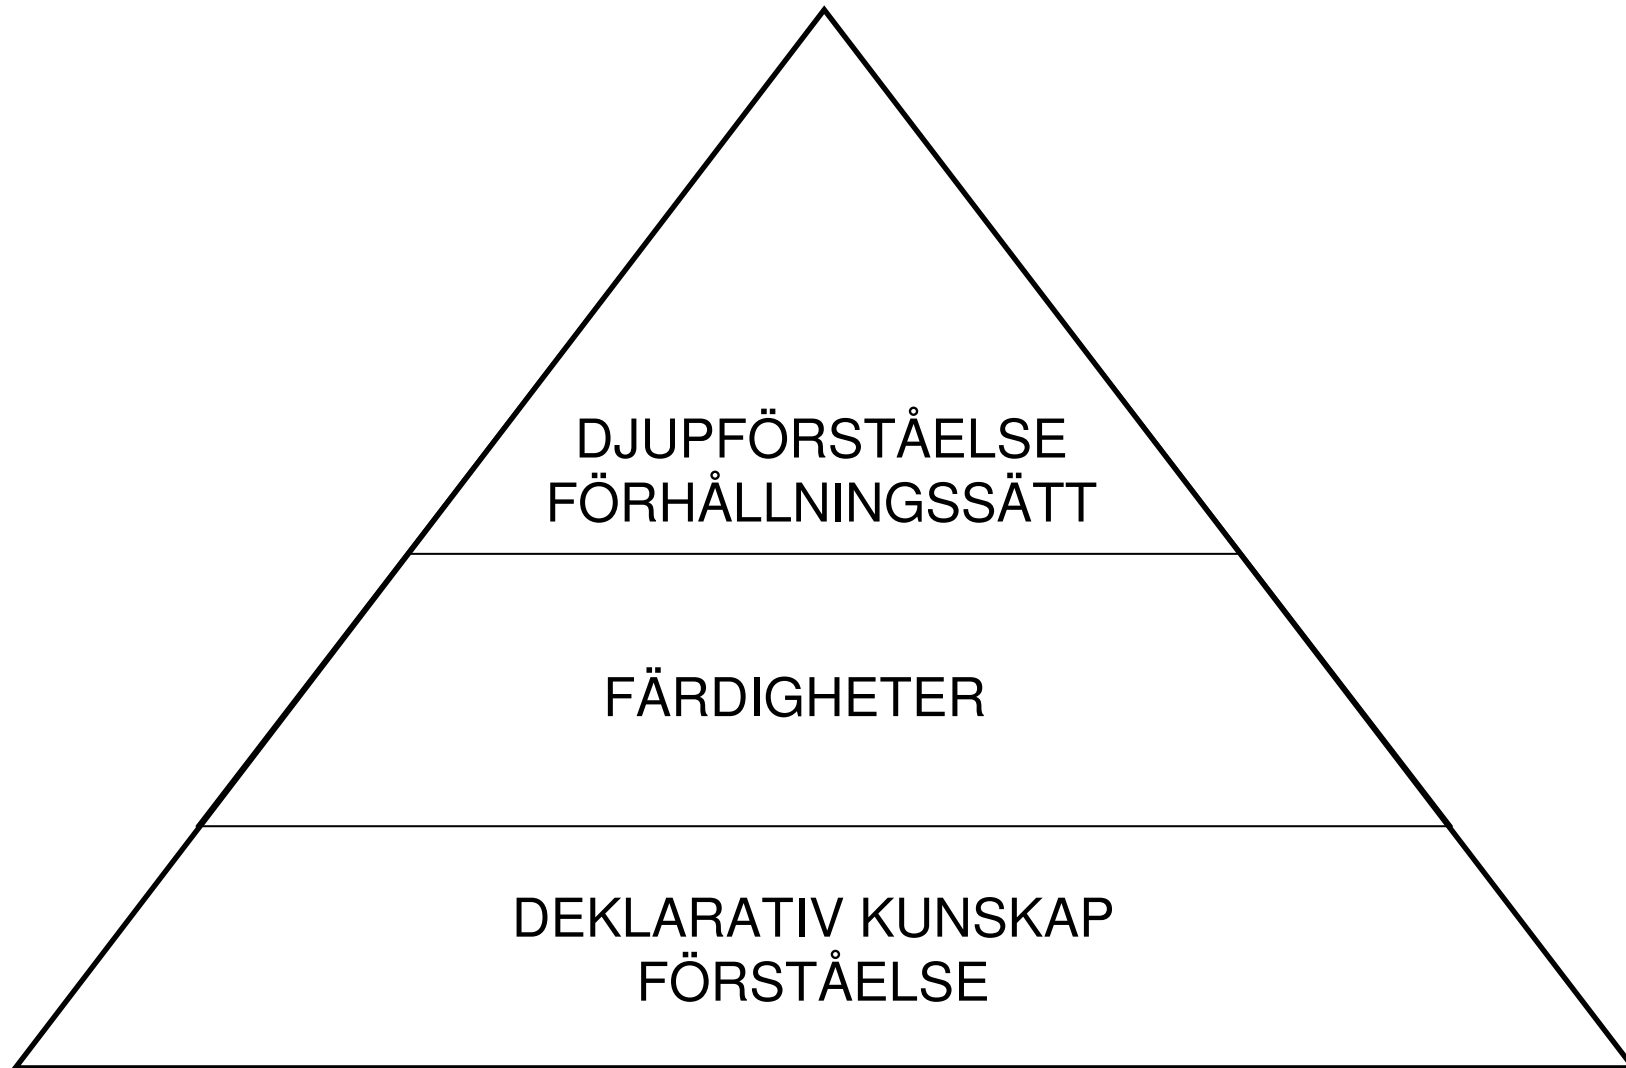 DJUPFÖRSTÅELSE
FÖRHÅLLNINGSSÄTT
FÄRDIGHETER
DEKLARATIV KUNSKAP
FÖRSTÅELSE